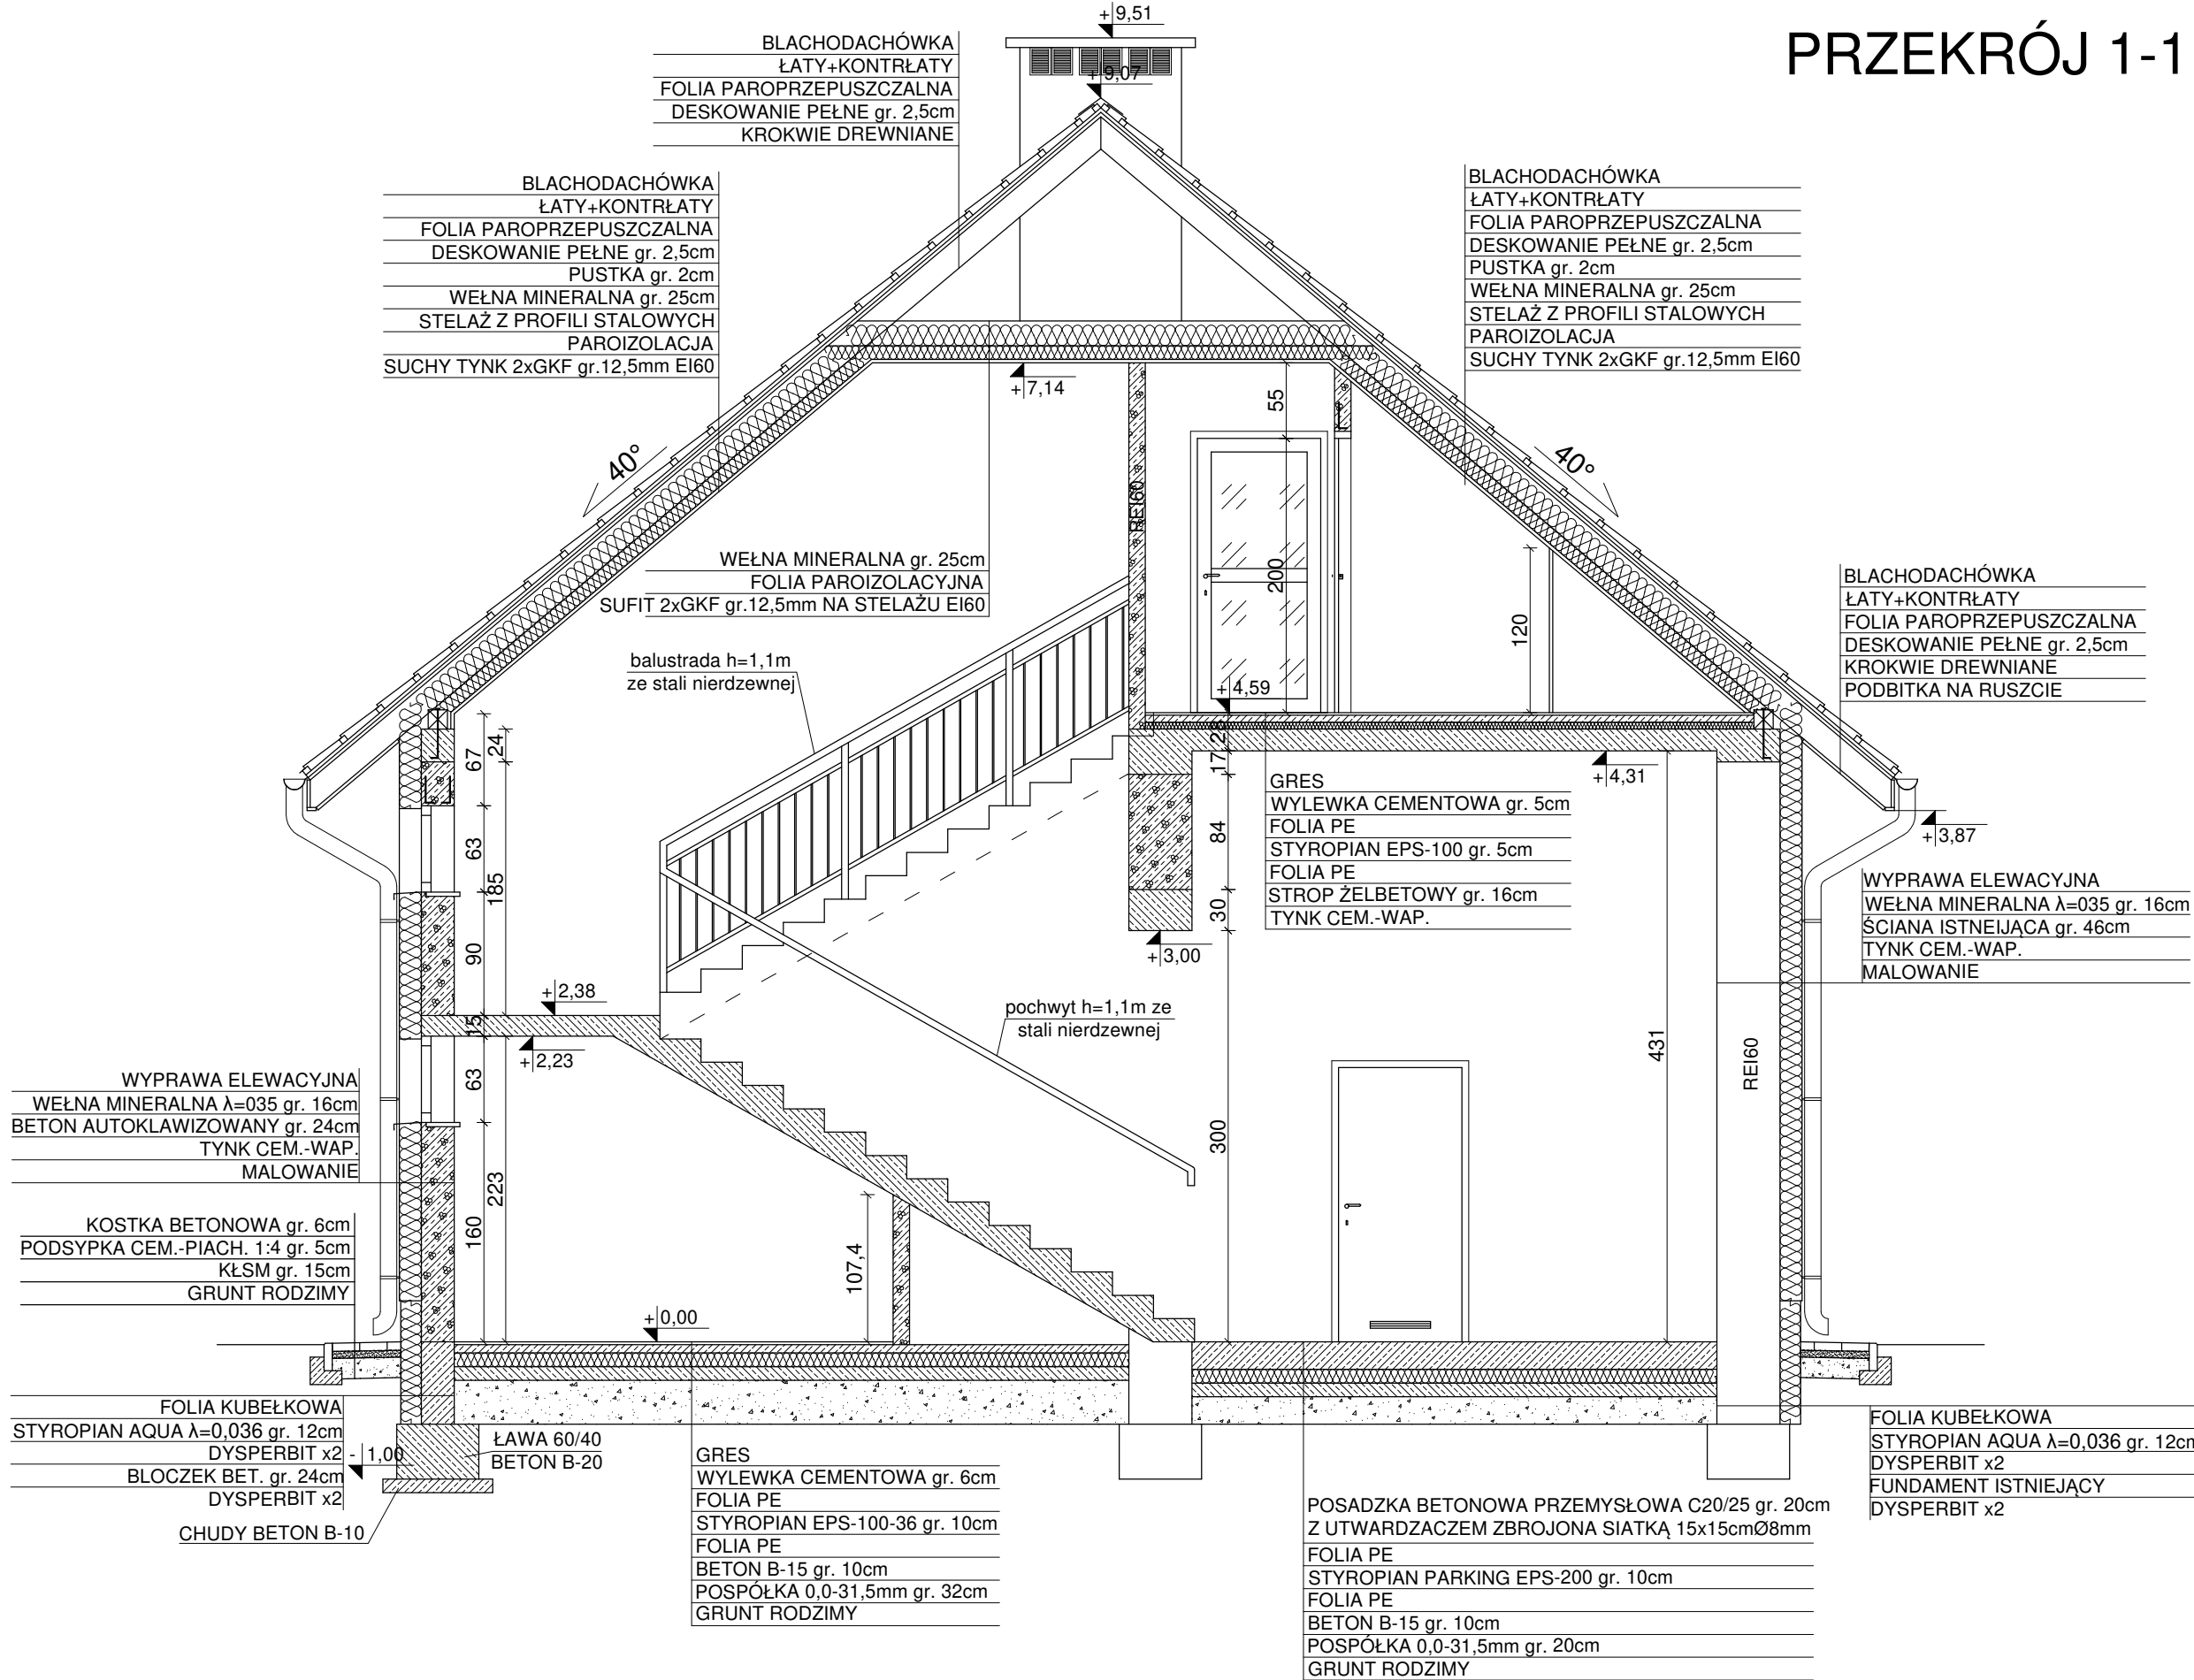 PRZEKRÓJ 1-1
+9,51
+9,07
BLACHODACHÓWKA
ŁATY+KONTRŁATY
FOLIA PAROPRZEPUSZCZALNA
DESKOWANIE PEŁNE gr. 2,5cm
KROKWIE DREWNIANE
BLACHODACHÓWKA
ŁATY+KONTRŁATY
FOLIA PAROPRZEPUSZCZALNA
DESKOWANIE PEŁNE gr. 2,5cm
PUSTKA gr. 2cm
WEŁNA MINERALNA gr. 25cm
STELAŻ Z PROFILI STALOWYCH
PAROIZOLACJA
SUCHY TYNK 2xGKF gr.12,5mm EI60
BLACHODACHÓWKA
ŁATY+KONTRŁATY
FOLIA PAROPRZEPUSZCZALNA
DESKOWANIE PEŁNE gr. 2,5cm
PUSTKA gr. 2cm
WEŁNA MINERALNA gr. 25cm
STELAŻ Z PROFILI STALOWYCH
PAROIZOLACJA
SUCHY TYNK 2xGKF gr.12,5mm EI60
+7,14
55
40°
40°
REI60
200
120
WEŁNA MINERALNA gr. 25cm
FOLIA PAROIZOLACYJNA
SUFIT 2xGKF gr.12,5mm NA STELAŻU EI60
BLACHODACHÓWKA
ŁATY+KONTRŁATY
FOLIA PAROPRZEPUSZCZALNA
DESKOWANIE PEŁNE gr. 2,5cm
KROKWIE DREWNIANE
PODBITKA NA RUSZCIE
balustrada h=1,1m
ze stali nierdzewnej
+4,59
67
24
28
17
+4,31
GRES
WYLEWKA CEMENTOWA gr. 5cm
FOLIA PE
STYROPIAN EPS-100 gr. 5cm
FOLIA PE
STROP ŻELBETOWY gr. 16cm
TYNK CEM.-WAP.
+3,87
63
185
84
30
90
+3,00
WYPRAWA ELEWACYJNA
WEŁNA MINERALNA λ=035 gr. 16cm
ŚCIANA ISTNEIJĄCA gr. 46cm
TYNK CEM.-WAP.
MALOWANIE
+2,38
15
+2,23
pochwyt h=1,1m ze
stali nierdzewnej
431
REI60
63
300
223
160
107,4
WYPRAWA ELEWACYJNA
WEŁNA MINERALNA λ=035 gr. 16cm
BETON AUTOKLAWIZOWANY gr. 24cm
TYNK CEM.-WAP.
MALOWANIE
KOSTKA BETONOWA gr. 6cm
PODSYPKA CEM.-PIACH. 1:4 gr. 5cm
KŁSM gr. 15cm
GRUNT RODZIMY
+0,00
FOLIA KUBEŁKOWA
STYROPIAN AQUA λ=0,036 gr. 12cm
DYSPERBIT x2
BLOCZEK BET. gr. 24cm
DYSPERBIT x2
-1,00
CHUDY BETON B-10
ŁAWA 60/40
BETON B-20
GRES
WYLEWKA CEMENTOWA gr. 6cm
FOLIA PE
STYROPIAN EPS-100-36 gr. 10cm
FOLIA PE
BETON B-15 gr. 10cm
POSPÓŁKA 0,0-31,5mm gr. 32cm
GRUNT RODZIMY
POSADZKA BETONOWA PRZEMYSŁOWA C20/25 gr. 20cm
Z UTWARDZACZEM ZBROJONA SIATKĄ 15x15cmØ8mm
FOLIA PE
STYROPIAN PARKING EPS-200 gr. 10cm
FOLIA PE
BETON B-15 gr. 10cm
POSPÓŁKA 0,0-31,5mm gr. 20cm
GRUNT RODZIMY
FOLIA KUBEŁKOWA
STYROPIAN AQUA λ=0,036 gr. 12cm
DYSPERBIT x2
FUNDAMENT ISTNIEJĄCY
DYSPERBIT x2